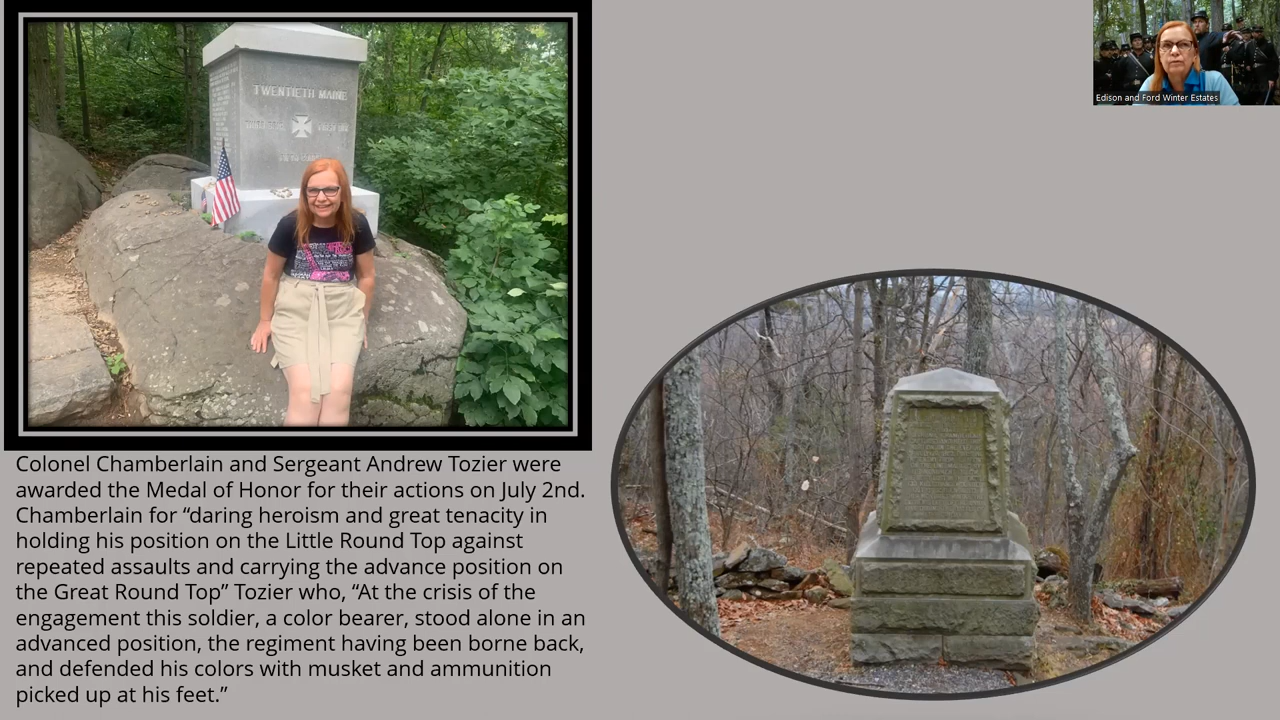 TWENTIETH MAINE
Edison and Ford Winter Estates
Colonel Chamberlain and Sergeant Andrew Tozier were
awarded the Medal of Honor for their actions on July 2nd.
Chamberlain for “daring heroism and great tenacity in
holding his position on the Little Round Top against
repeated assaults and carrying the advance position on
the Great Round Top” Tozier who, “At the crisis of the
engagement this soldier, a color bearer, stood alone in an
advanced position, the regiment having been borne back,
and defended his colors with musket and ammunition
picked up at his feet.”